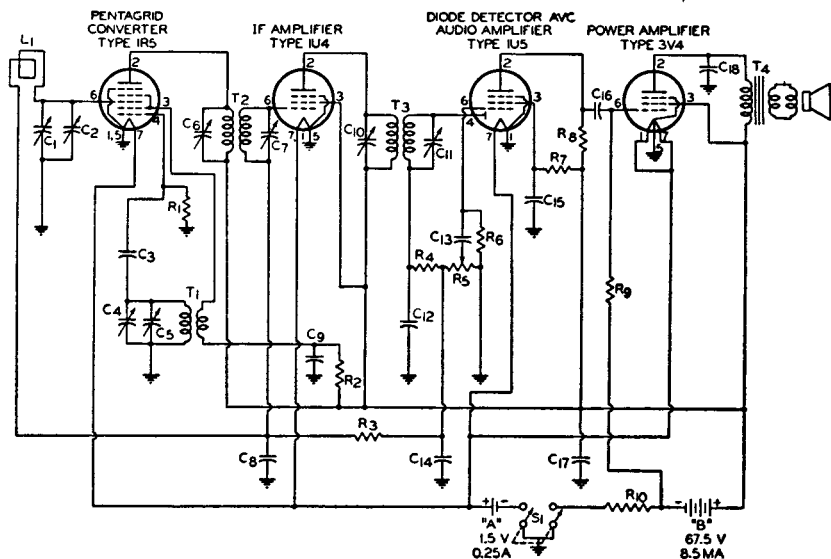 PENTAGRID
CONVERTER
TYPE 1R5
IF AMPLIFIER
TYPE 1U4
DIODE DETECTOR AVC
AUDIO AMPLIFIER
TYPE 1U5
POWER AMPLIFIER
TYPE 3V4
L1
2
6
3
4
1,5
7
C1
C2
R1
C3
C4
C5
T1
C6
T2
C7
2
6
3
7
1
5
C8
C9
R2
R3
C10
T3
C11
2
6
4
3
7
1
R4
C12
C13
R5
R6
C14
R7
C15
R8
C16
C17
2
6
3
1
5
7
R9
C18
T4
R10
+ -
"A"
1.5 V
0.25A
S1
- +
"B"
67.5 V
8.5 MA